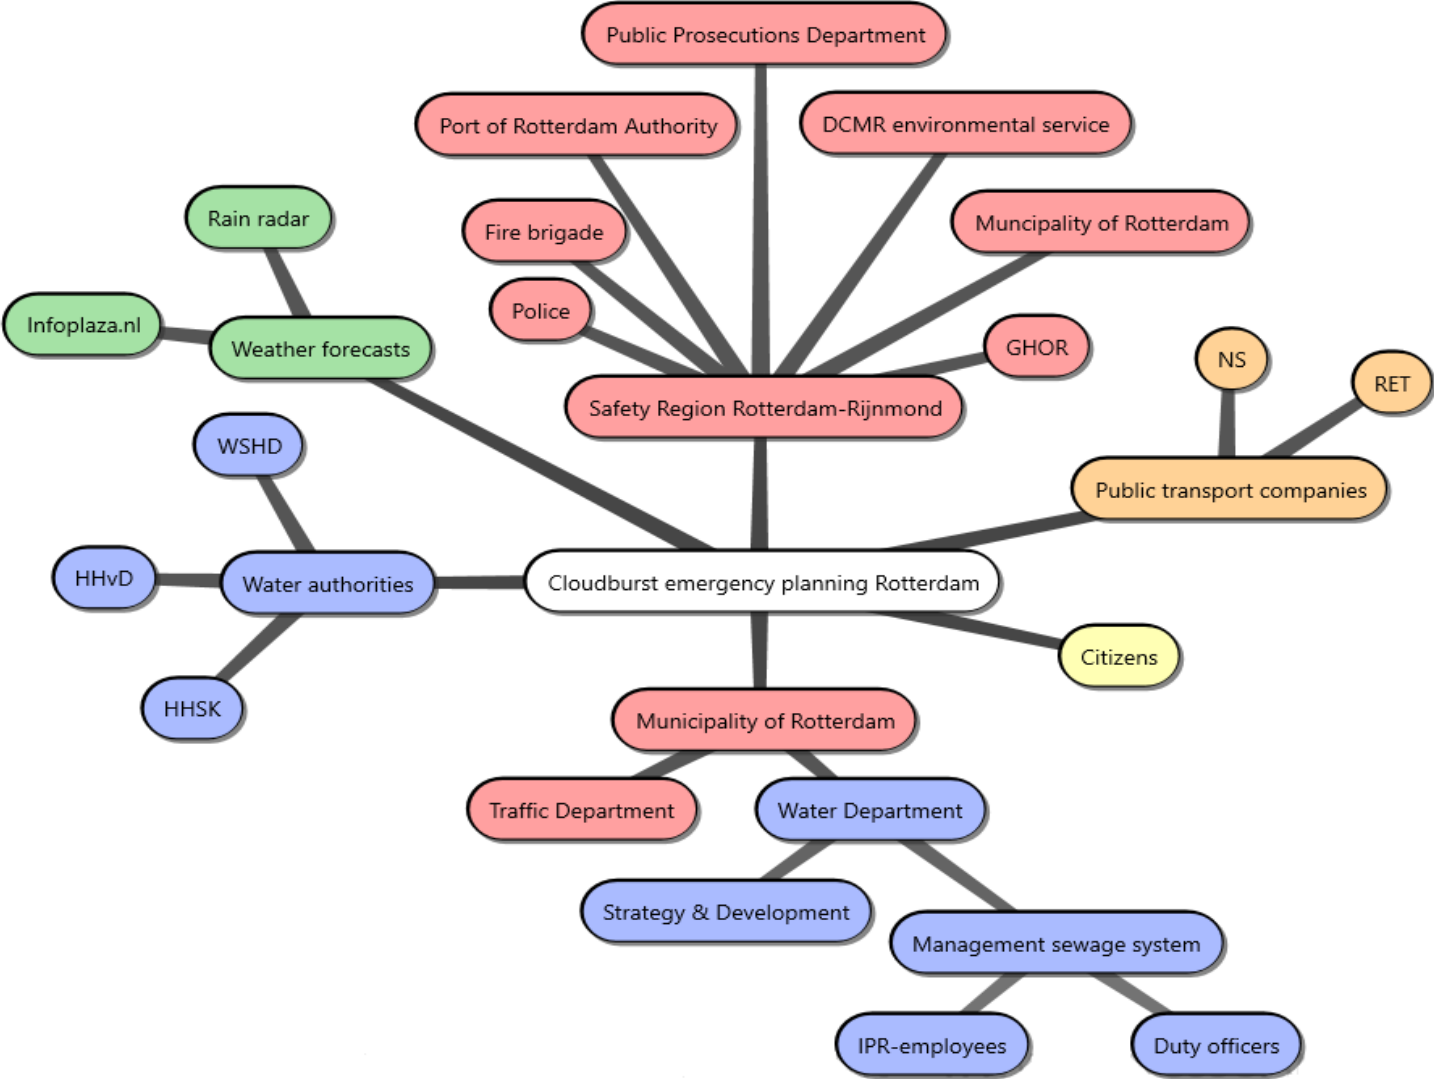 Public Prosecutions Department
Port of Rotterdam Authority
DCMR environmental service
Rain radar
Fire brigade
Muncipality of Rotterdam
Police
Infoplaza.nl
Weather forecasts
GHOR
NS
RET
Safety Region Rotterdam-Rijnmond
WSHD
Public transport companies
HHvD
Water authorities
Cloudburst emergency planning Rotterdam
Citizens
HHSK
Municipality of Rotterdam
Traffic Department
Water Department
Strategy & Development
Management sewage system
IPR-employees
Duty officers